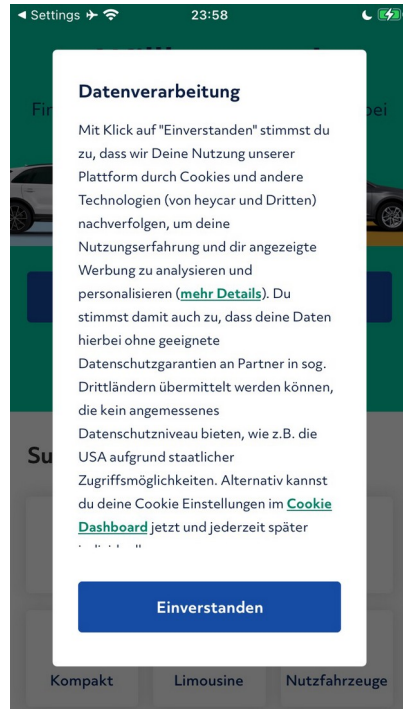 ◀ Settings
23:58
Datenverarbeitung
Mit Klick auf "Einverstanden" stimmst du
zu, dass wir Deine Nutzung unserer
Plattform durch Cookies und andere
Technologien (von heycar und Dritten)
nachverfolgen, um deine
Nutzungserfahrung und dir angezeigte
Werbung zu analysieren und
personalisieren (mehr Details). Du
stimmst damit auch zu, dass deine Daten
hierbei ohne geeignete
Datenschutzgarantien an Partner in sog.
Drittländern übermittelt werden können,
die kein angemessenes
Datenschutzniveau bieten, wie z.B. die
USA aufgrund staatlicher
Zugriffsmöglichkeiten. Alternativ kannst
du deine Cookie Einstellungen im Cookie
Dashboard jetzt und jederzeit später
Einverstanden
Kompakt
Limousine
Nutzfahrzeuge